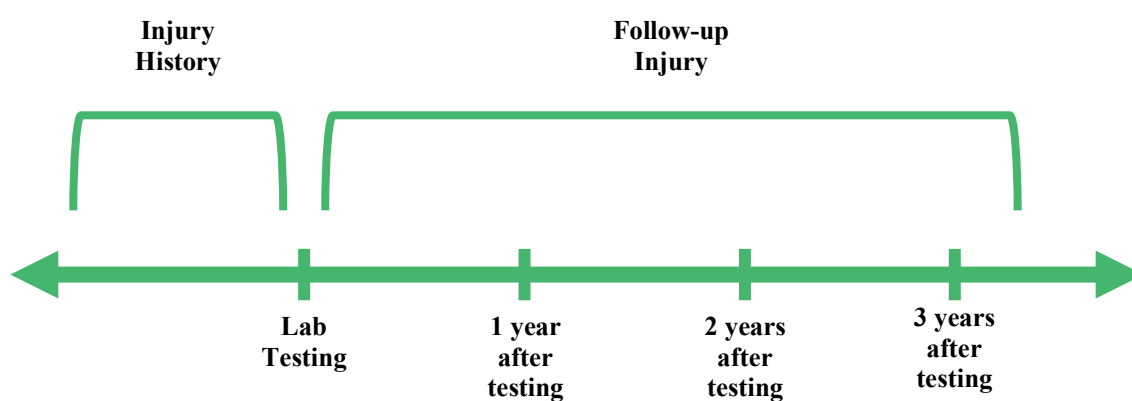 Injury
History
Follow-up
Injury
Lab
Testing
1 year
after
testing
2 years
after
testing
3 years
after
testing